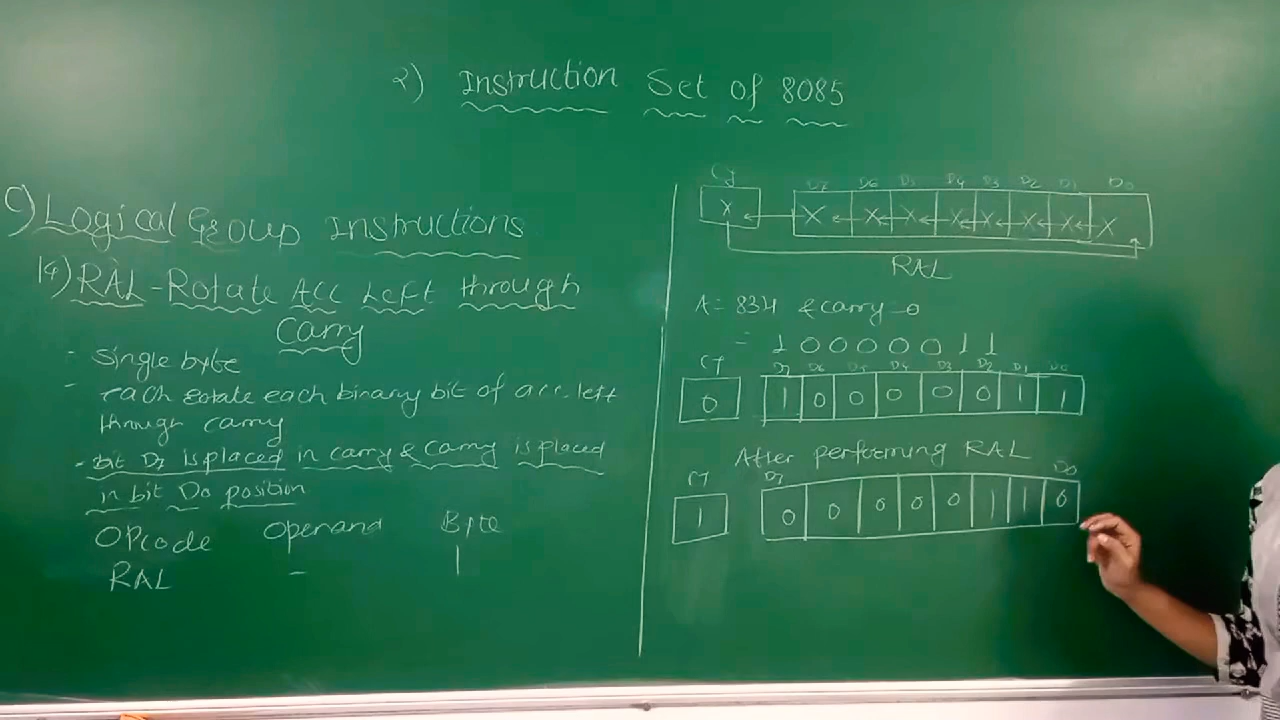 2) Instruction Set of 8085
C) Logical Group Instructions
14) RAL - Rotate Acc Left through
Carry
- Single byte
- each rotate each binary bit of acc. left
through carry
- bit D7 is placed in carry & carry is placed
in bit D0 position
OPcode Operand Byte
RAL - 1
Cy D7 D6 D5 D4 D3 D2 D1 D0
X X X X X X X X X
RAL
A = 83H & carry = 0
= 1 0 0 0 0 0 1 1
CY D7 D6 D5 D4 D3 D2 D1 D0
0 1 0 0 0 0 0 1 1
After performing RAL
CY D7 D0
1 0 0 0 0 0 1 1 0